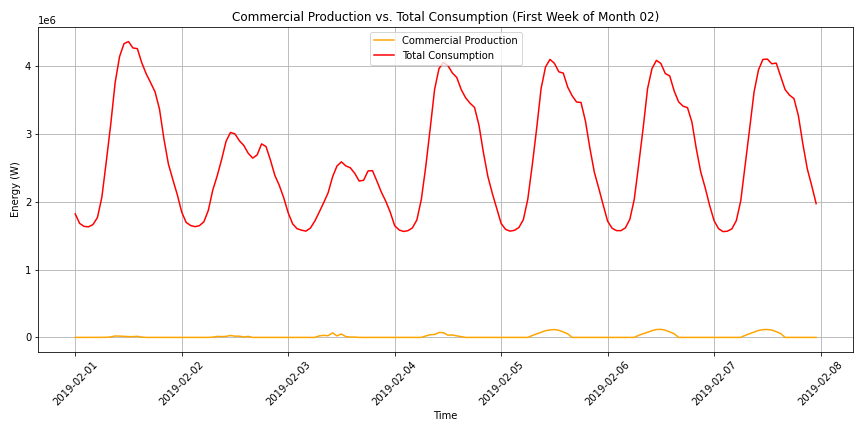 Commercial Production vs. Total Consumption (First Week of Month 02)
1e6
Commercial Production
Total Consumption
4
3
2
1
0
Energy (W)
2019-02-01
2019-02-02
2019-02-03
2019-02-04
2019-02-05
2019-02-06
2019-02-07
2019-02-08
Time